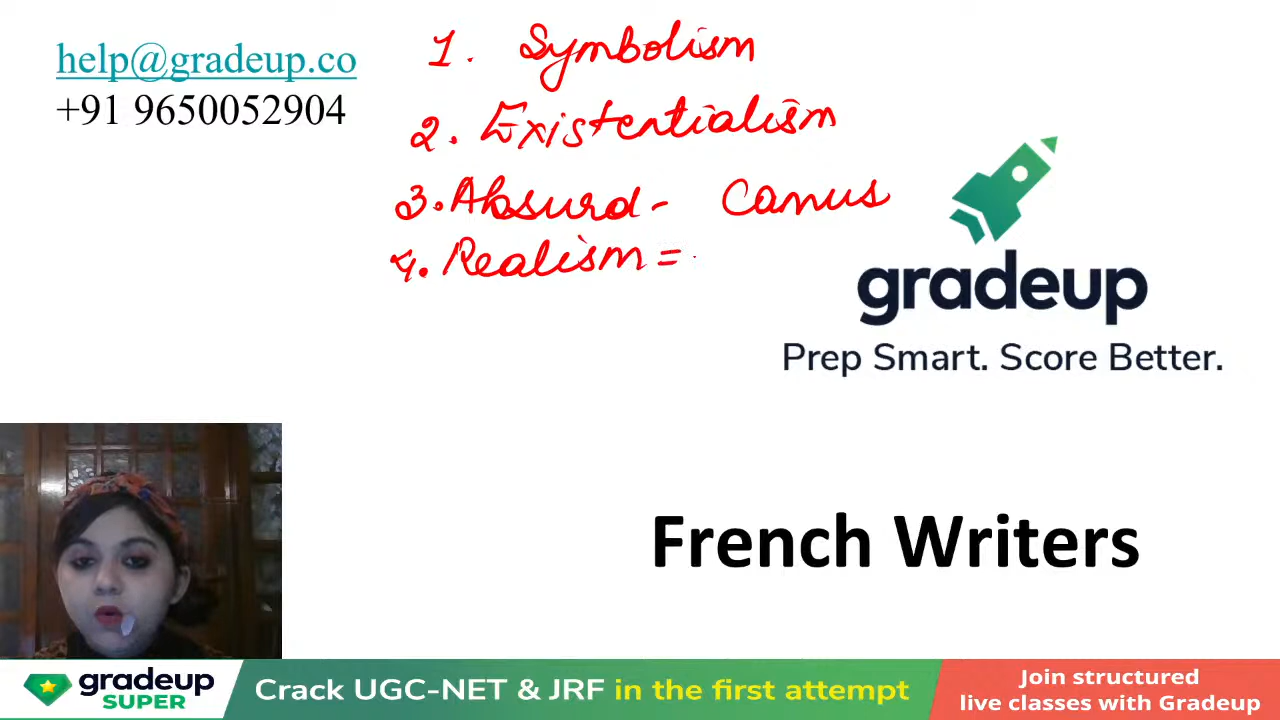 help@gradeup.co
+91 9650052904
1. Symbolism
2. Existentialism
3. Absurd - Camus
4. Realism =
gradeup
Prep Smart. Score Better.
French Writers
gradeup
SUPER
Crack UGC-NET & JRF in the first attempt
Join structured
live classes with Gradeup